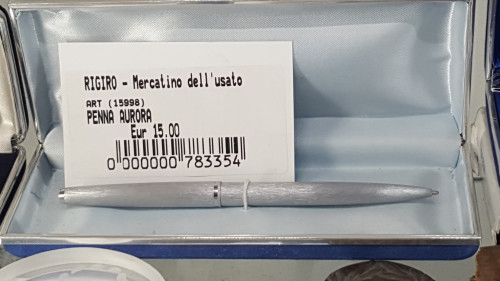 RIGIRO - Mercatino dell'usato
ART (15998)
PENNA AURORA
Eur 15.00
0 000000 783354